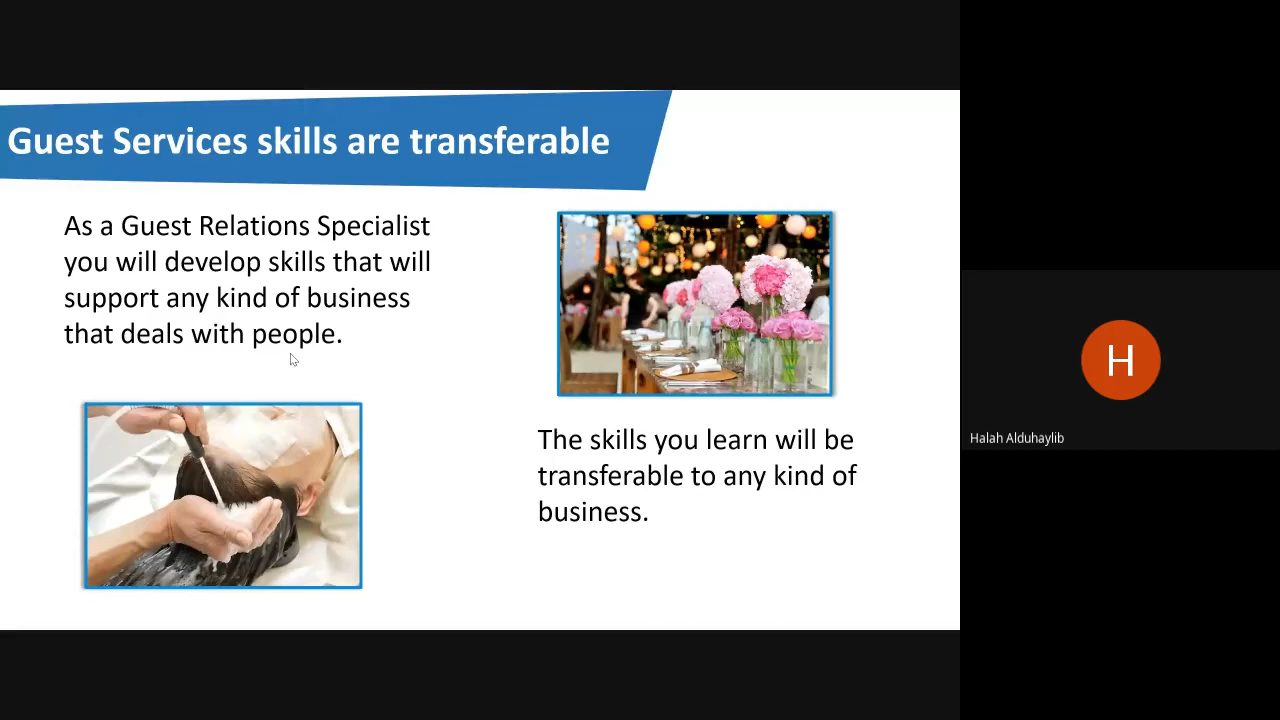 Guest Services skills are transferable
As a Guest Relations Specialist
you will develop skills that will
support any kind of business
that deals with people.
The skills you learn will be
transferable to any kind of
business.
H
Halah Alduhaylib